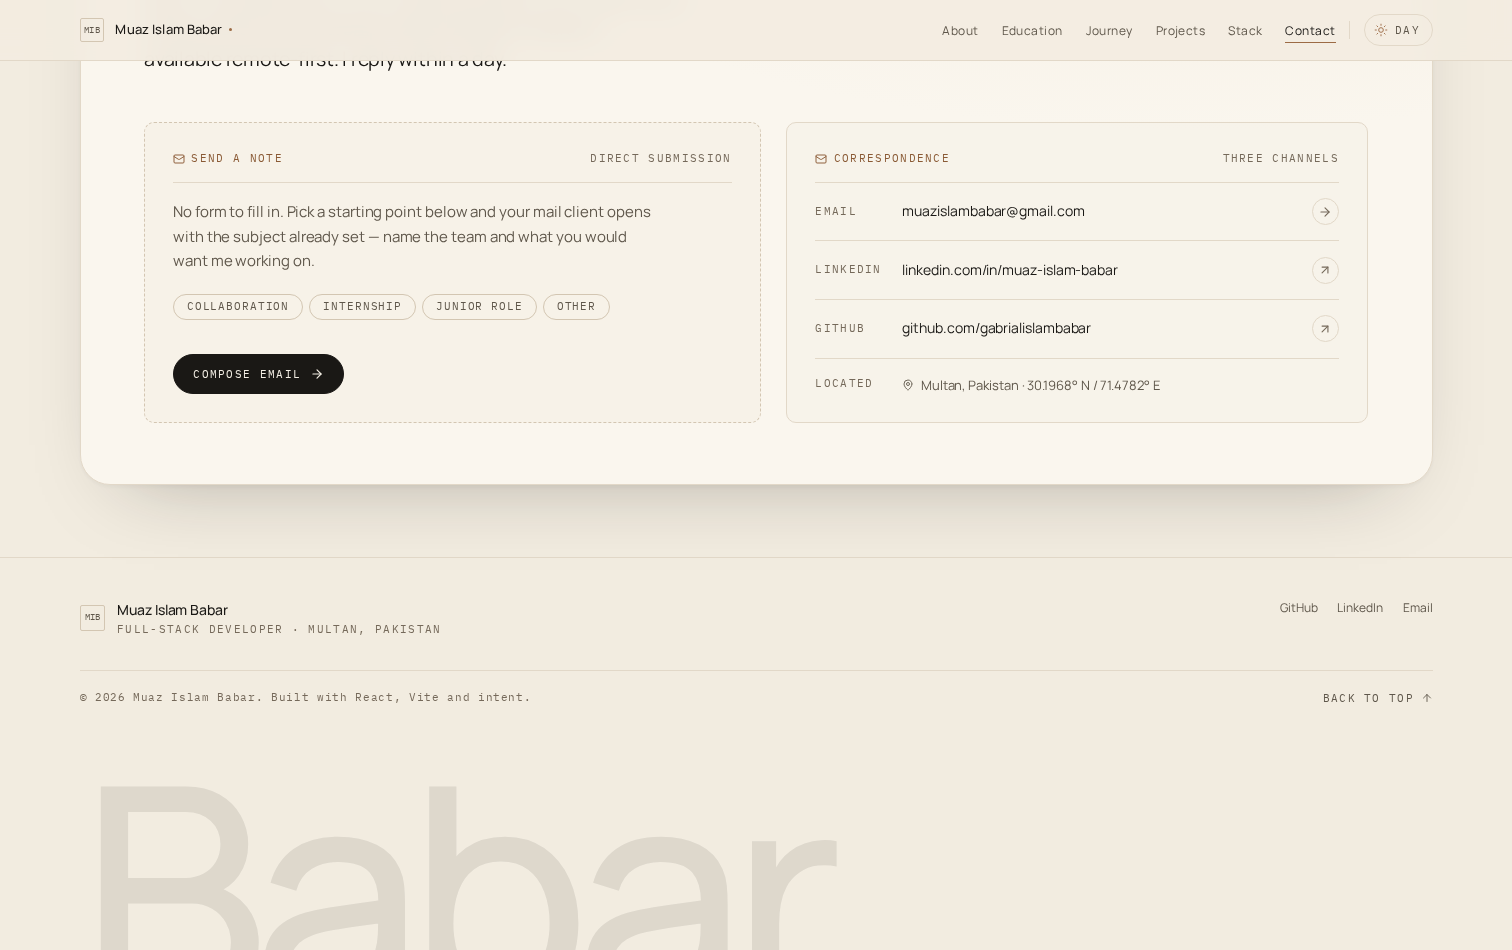 MIB Muaz Islam Babar •
About Education Journey Projects Stack Contact DAY
available remote-first. I reply within a day.
SEND A NOTE DIRECT SUBMISSION
No form to fill in. Pick a starting point below and your mail client opens
with the subject already set — name the team and what you would
want me working on.
COLLABORATION INTERNSHIP JUNIOR ROLE OTHER
COMPOSE EMAIL →
CORRESPONDENCE THREE CHANNELS
EMAIL muazislambabar@gmail.com →
LINKEDIN linkedin.com/in/muaz-islam-babar ↗
GITHUB github.com/gabrialislambabar ↗
LOCATED Multan, Pakistan · 30.1968° N / 71.4782° E
MIB Muaz Islam Babar
FULL-STACK DEVELOPER · MULTAN, PAKISTAN
GitHub LinkedIn Email
© 2026 Muaz Islam Babar. Built with React, Vite and intent.
BACK TO TOP ↑
Babar